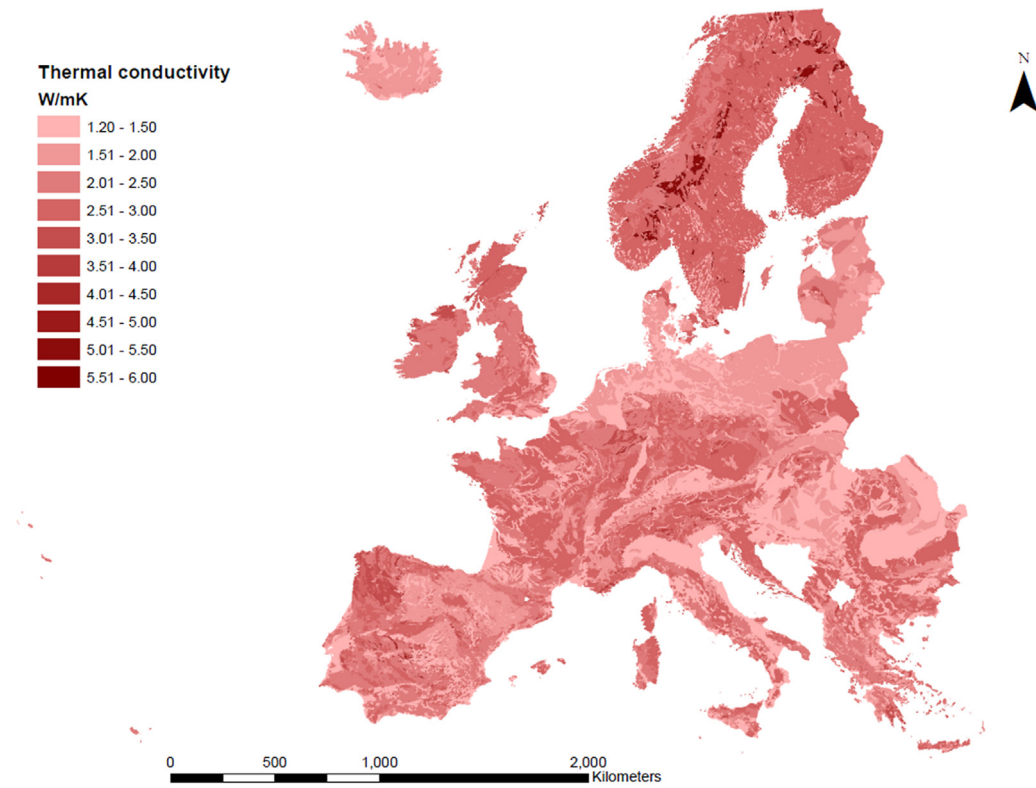 N
Thermal conductivity
W/mK
1.20 - 1.50
1.51 - 2.00
2.01 - 2.50
2.51 - 3.00
3.01 - 3.50
3.51 - 4.00
4.01 - 4.50
4.51 - 5.00
5.01 - 5.50
5.51 - 6.00
0 500 1,000 2,000
Kilometers